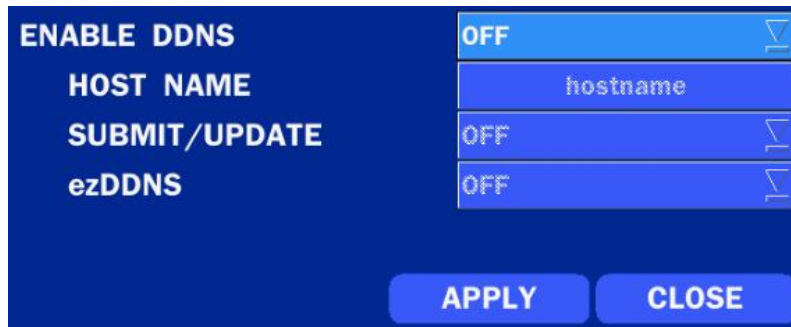 ENABLE DDNS OFF
HOST NAME hostname
SUBMIT/UPDATE OFF
ezDDNS OFF
APPLY CLOSE